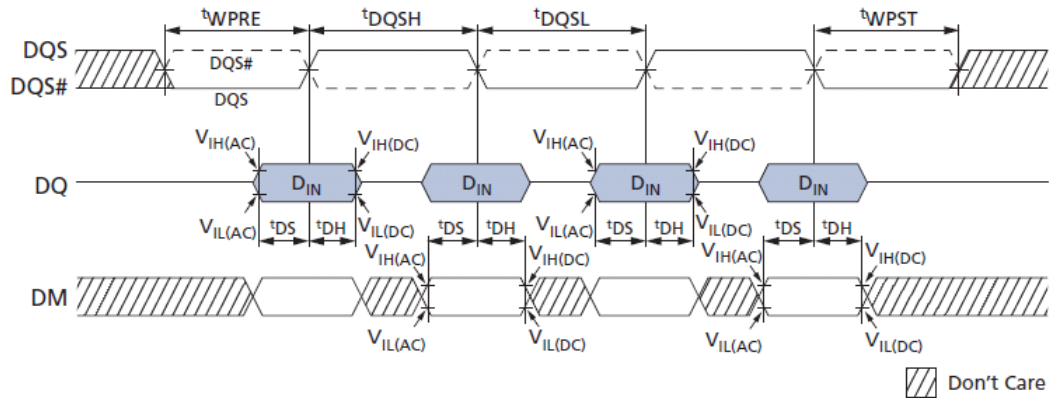 tWPRE tDQSH tDQSL tWPST
DQS
DQS#
DQS#
DQS
VIH(AC) VIH(DC) VIH(AC) VIH(DC)
DQ DIN DIN DIN DIN
VIL(AC) VIL(DC) VIL(AC) VIL(DC)
tDS tDH tDS tDH tDS tDH tDS tDH
VIH(AC) VIH(DC) VIH(AC) VIH(DC)
DM
VIL(AC) VIL(DC) VIL(AC) VIL(DC)
Don't Care